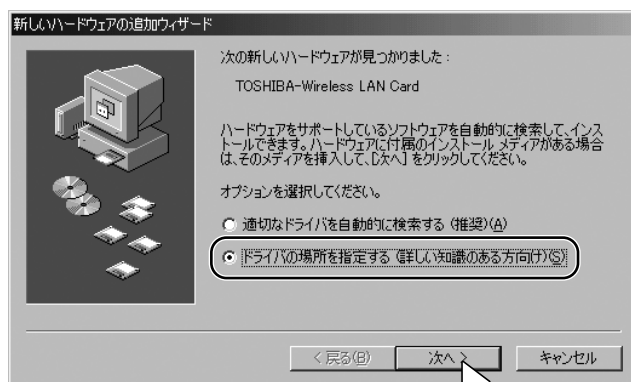 新しいハードウェアの追加ウィザード
次の新しいハードウェアが見つかりました :
TOSHIBA-Wireless LAN Card
ハードウェアをサポートしているソフトウェアを自動的に検索して、インス
トールできます。ハードウェアに付属のインストール メディアがある場合
は、そのメディアを挿入して、[次へ] をクリックしてください。
オプションを選択してください。
適切なドライバを自動的に検索する (推奨)(A)
ドライバの場所を指定する (詳しい知識のある方向け)(S)
< 戻る(B) 次へ > キャンセル